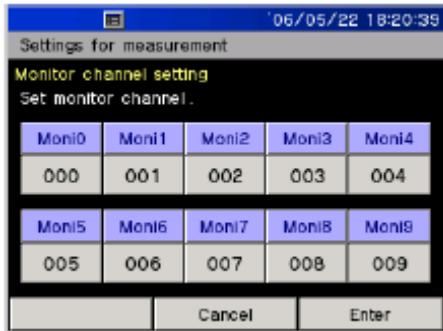 '06/05/22 18:20:39
Settings for measurement
Monitor channel setting
Set monitor channel.
Moni0 Moni1 Moni2 Moni3 Moni4
000 001 002 003 004
Moni5 Moni6 Moni7 Moni8 Moni9
005 006 007 008 009
Cancel Enter